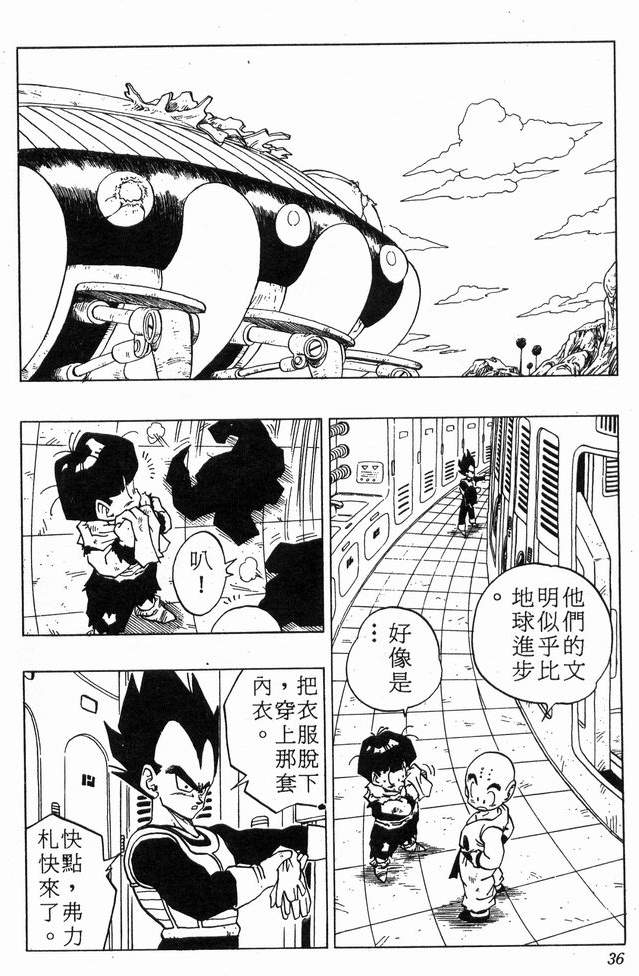 他們的文
明似乎比
地球進步
。
好像是
…
叭！
把衣服脫下
，穿上那套
內衣。
快點，弗力
札快來了。
36